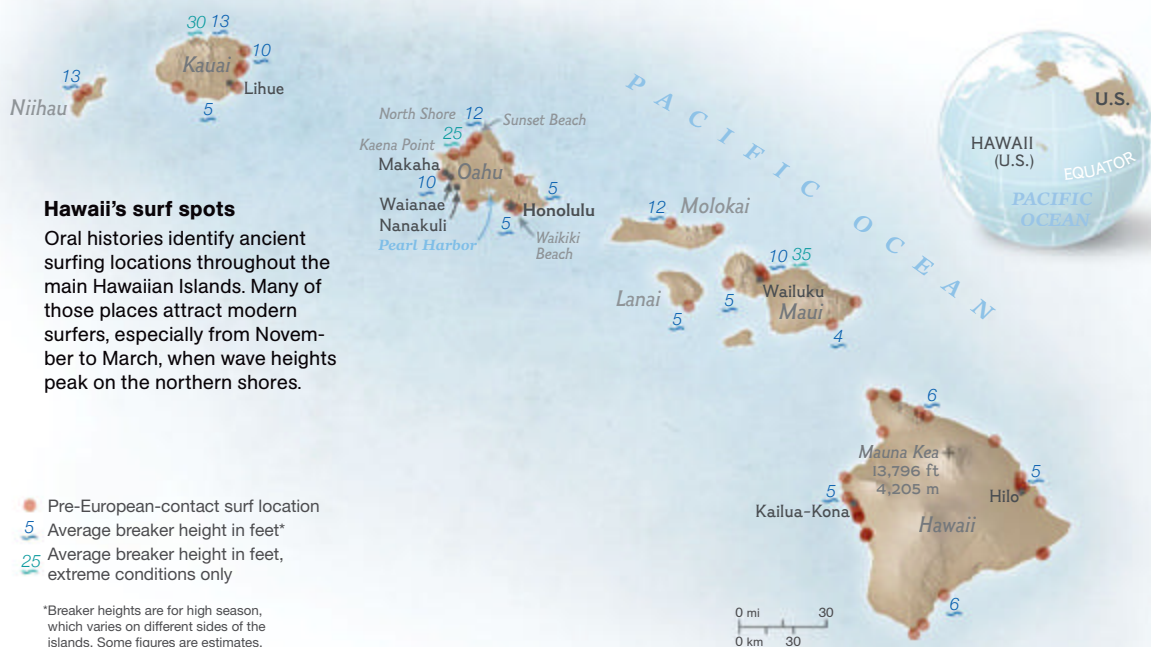 30 13
10
13
Kauai
Lihue
Niihau
5
PACIFIC OCEAN
U.S.
HAWAII
(U.S.)
EQUATOR
PACIFIC
OCEAN
North Shore 12
Sunset Beach
25
Kaena Point
Makaha
Oahu
10
5
Waianae
Nanakuli
Honolulu
Pearl Harbor
5
Waikiki
Beach
12
Molokai
10 35
Lanai
5
5
Wailuku
Maui
4
Hawaii's surf spots
Oral histories identify ancient
surfing locations throughout the
main Hawaiian Islands. Many of
those places attract modern
surfers, especially from Novem-
ber to March, when wave heights
peak on the northern shores.
6
Mauna Kea
13,796 ft
4,205 m
5
5
Hilo
Kailua-Kona
Hawaii
6
Pre-European-contact surf location
5 Average breaker height in feet*
25 Average breaker height in feet,
extreme conditions only
*Breaker heights are for high season,
which varies on different sides of the
islands. Some figures are estimates.
0 mi 30
0 km 30